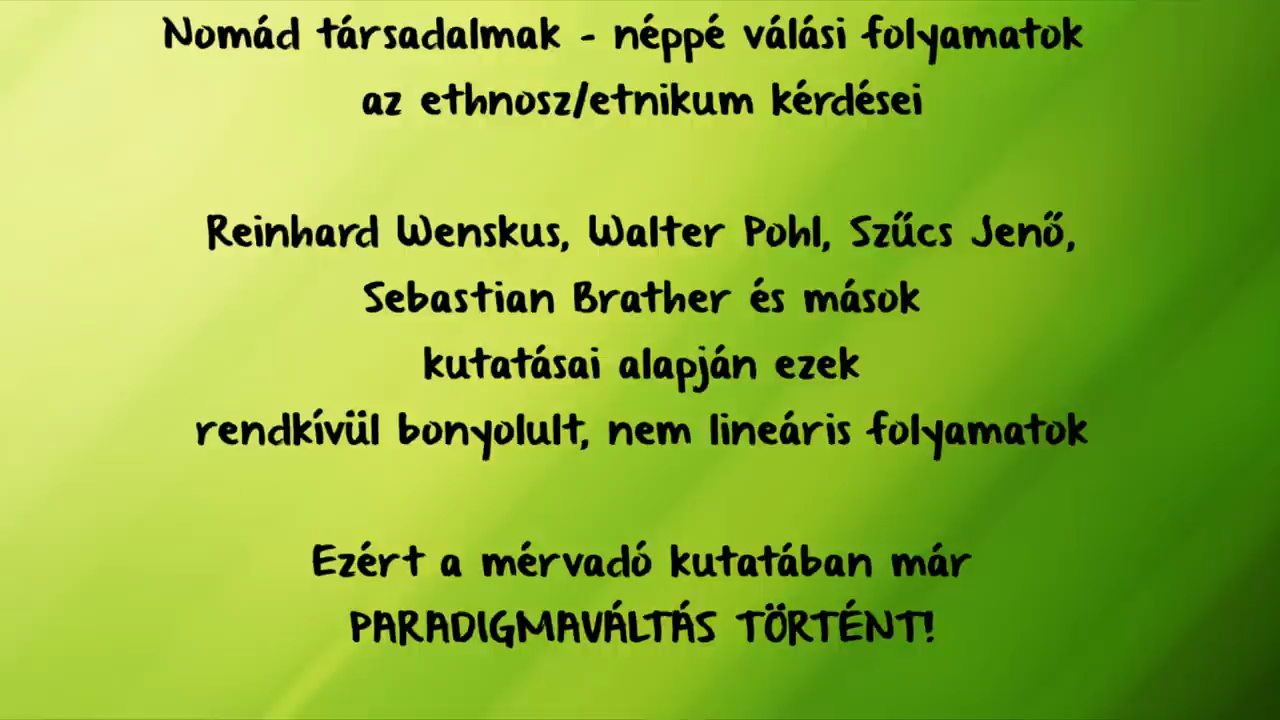 Nomád társadalmak - néppé válási folyamatok
az ethnosz/etnikum kérdései
Reinhard Wenskus, Walter Pohl, Szűcs Jenő,
Sebastian Brather és mások
kutatásai alapján ezek
rendkívül bonyolult, nem lineáris folyamatok
Ezért a mérvadó kutatában már
PARADIGMAVÁLTÁS TÖRTÉNT!